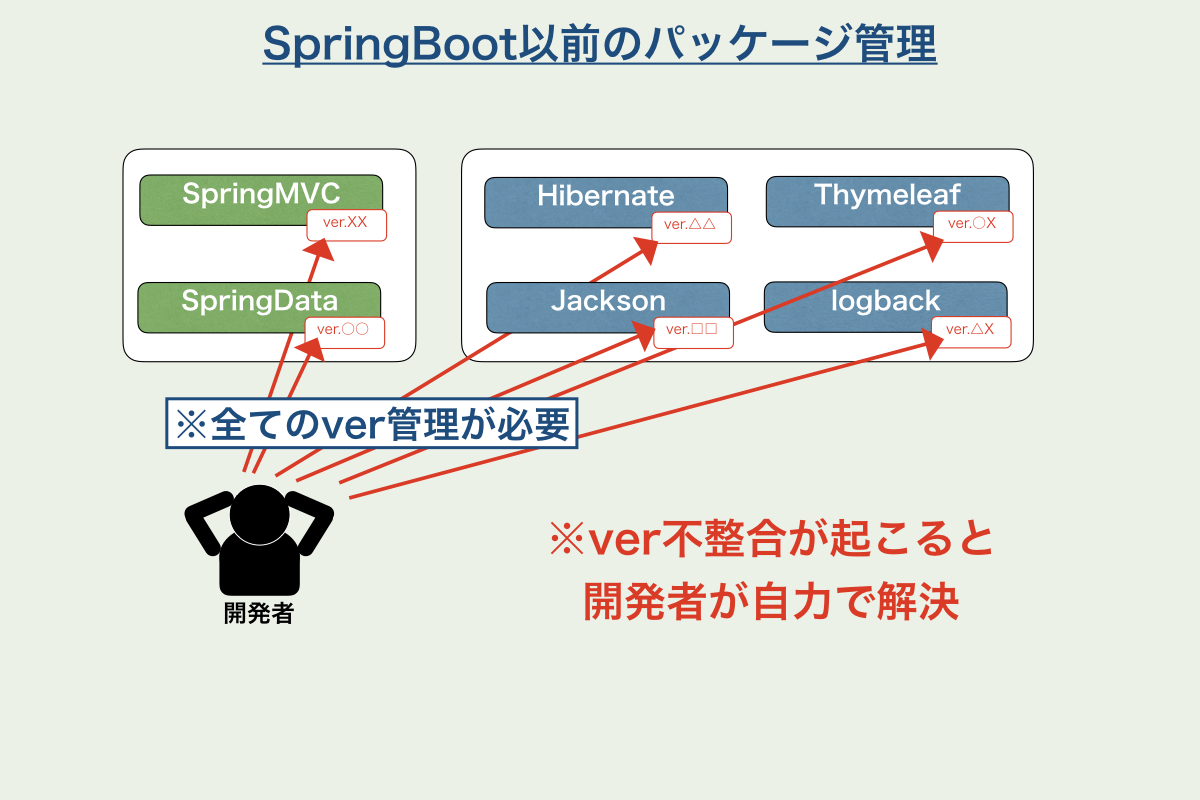 SpringBoot以前のパッケージ管理
SpringMVC
ver.XX
SpringData
ver.○○
Hibernate
ver.△△
Thymeleaf
ver.○X
Jackson
ver.□□
logback
ver.△X
※全てのver管理が必要
開発者
※ver不整合が起こると
開発者が自力で解決